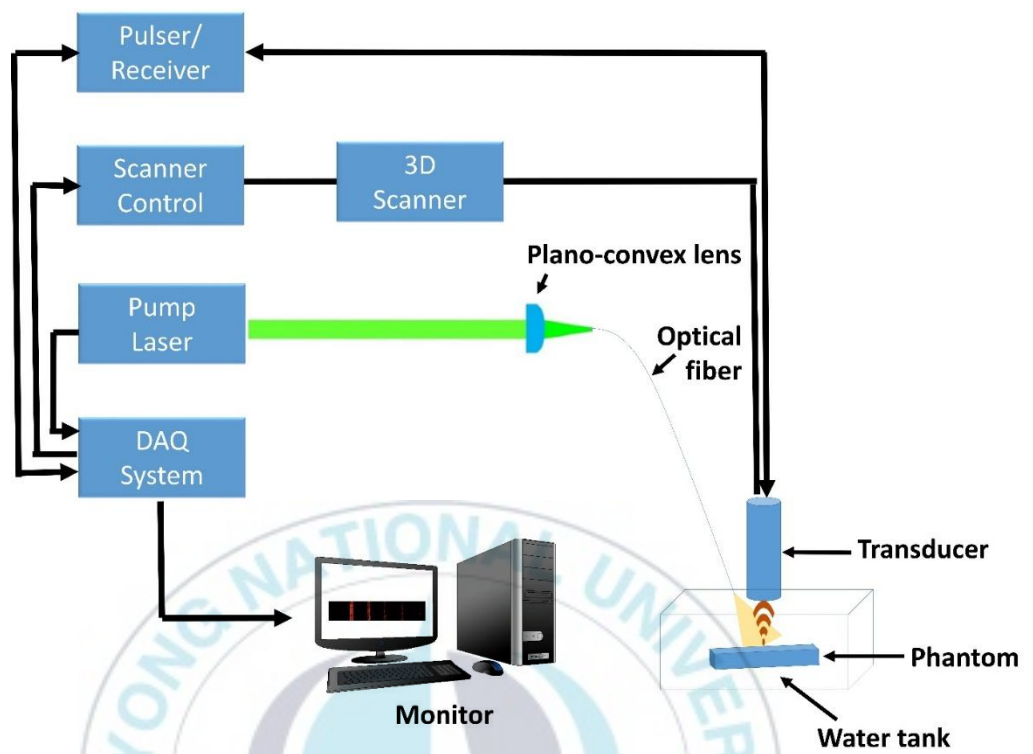 Pulser/
Receiver
Scanner
Control
3D
Scanner
Plano-convex lens
Pump
Laser
Optical
fiber
DAQ
System
Transducer
Phantom
Monitor
Water tank
NATIONAL